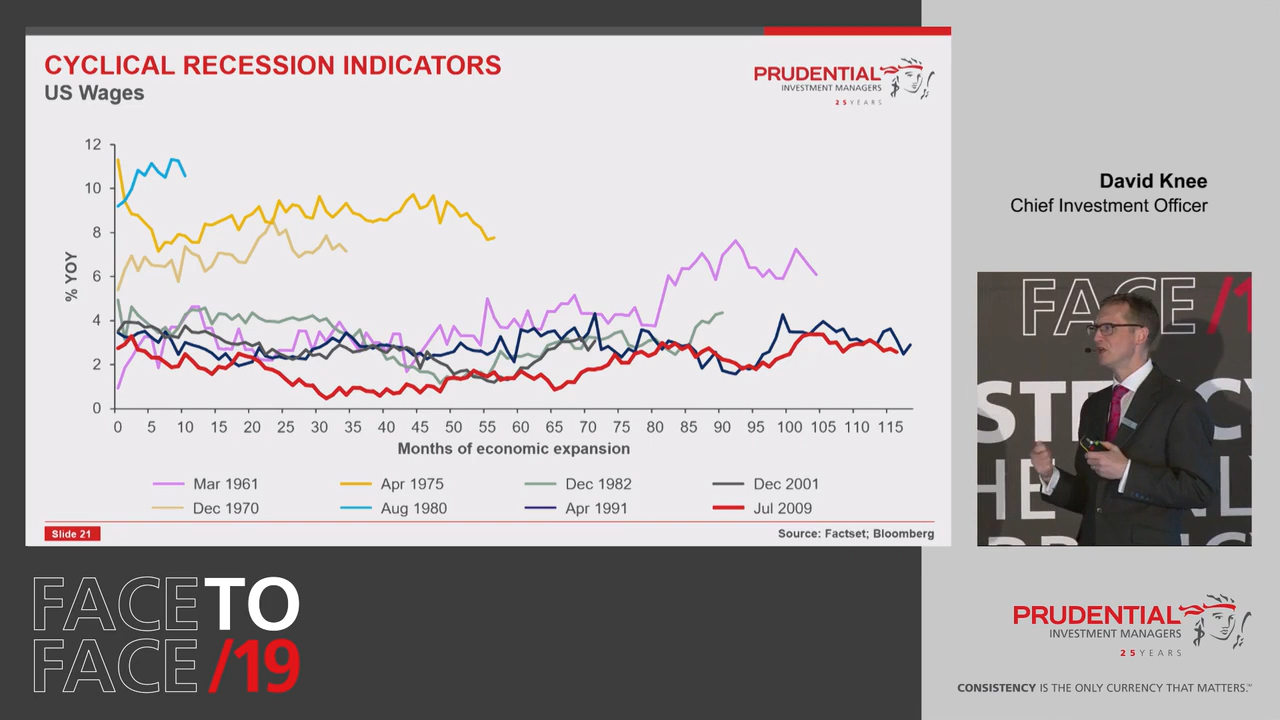 CYCLICAL RECESSION INDICATORS
US Wages
PRUDENTIAL
INVESTMENT MANAGERS
25 YEARS
% YOY
12
10
8
6
4
2
0
0 5 10 15 20 25 30 35 40 45 50 55 60 65 70 75 80 85 90 95 100 105 110 115
Months of economic expansion
Mar 1961 Apr 1975 Dec 1982 Dec 2001
Dec 1970 Aug 1980 Apr 1991 Jul 2009
Slide 21
Source: Factset; Bloomberg
David Knee
Chief Investment Officer
FACE /1
FACE TO
FACE /19
PRUDENTIAL
INVESTMENT MANAGERS
25 YEARS
CONSISTENCY IS THE ONLY CURRENCY THAT MATTERS.™